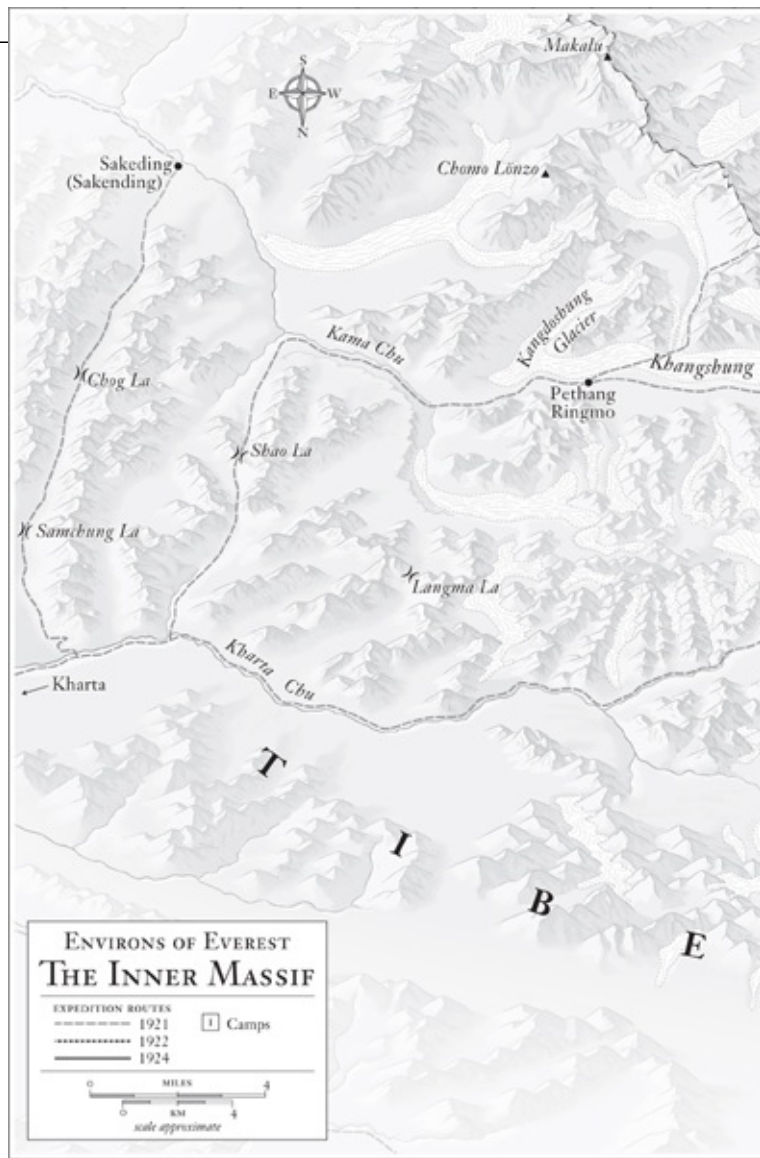 Makalu
S
E W
N
Sakeding
(Sakending)
Chomo Lönzo
Kangdoshung
Glacier
Kama Chu
Khangshung
Chog La
Pethang
Ringmo
Shao La
Samchung La
Langma La
Kharta Chu
Kharta
T
I
B
E
ENVIRONS OF EVEREST
THE INNER MASSIF
EXPEDITION ROUTES
1921
1922
1924
I Camps
MILES
0 4
0 4
KM
scale approximate